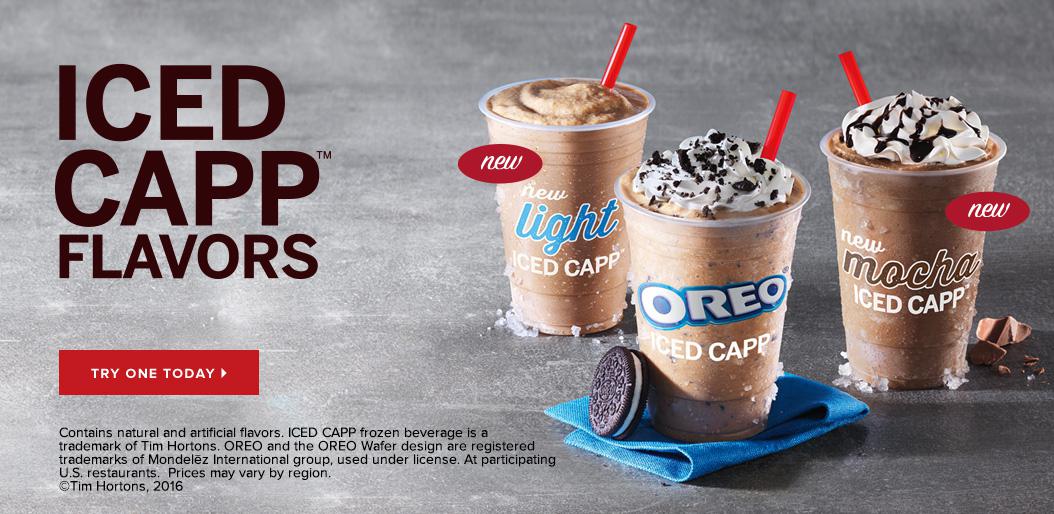 ICED
CAPP™
FLAVORS
TRY ONE TODAY
Contains natural and artificial flavors. ICED CAPP frozen beverage is a
trademark of Tim Hortons. OREO and the OREO Wafer design are registered
trademarks of Mondelēz International group, used under license. At participating
U.S. restaurants.  Prices may vary by region.
©Tim Hortons, 2016
new
new
light
ICED CAPP™
OREO®
ICED CAPP™
new
new
mocha
ICED CAPP™